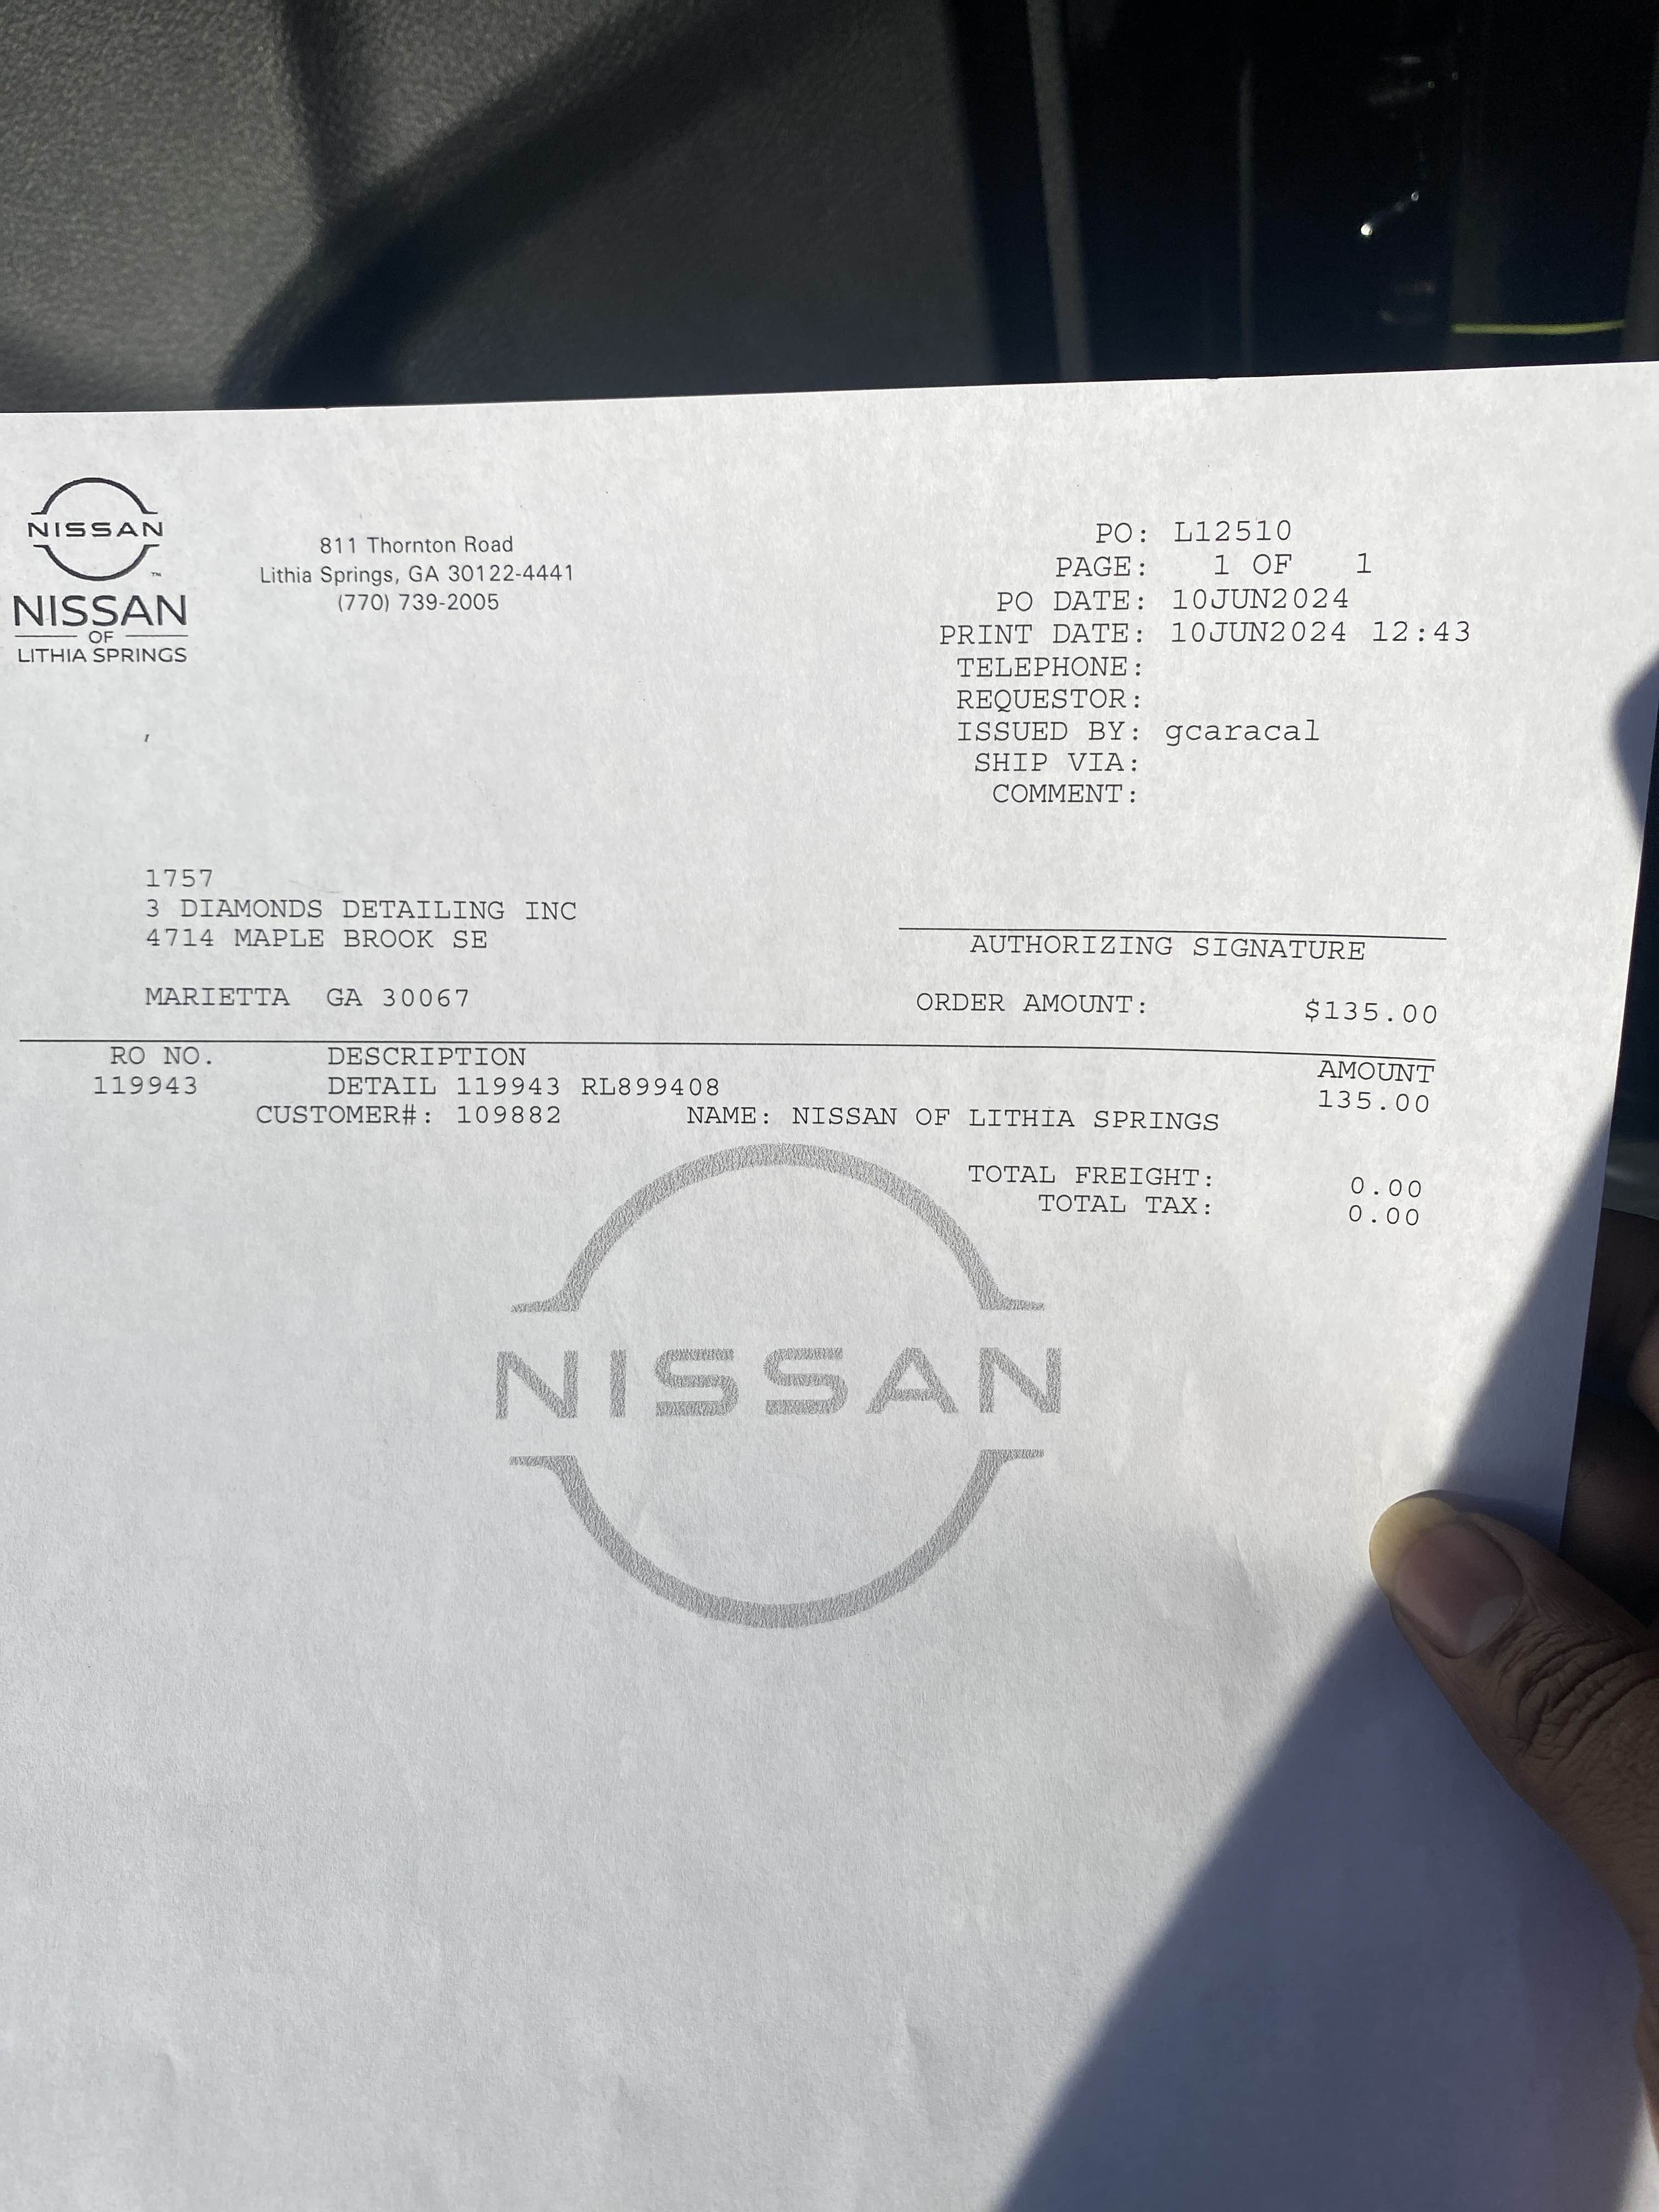 NISSAN
™
NISSAN
OF
LITHIA SPRINGS
811 Thornton Road
Lithia Springs, GA 30122-4441
(770) 739-2005
PO: L12510
PAGE: 1 OF 1
PO DATE: 10JUN2024
PRINT DATE: 10JUN2024 12:43
TELEPHONE:
REQUESTOR:
ISSUED BY: gcaracal
SHIP VIA:
COMMENT:
1757
3 DIAMONDS DETAILING INC
4714 MAPLE BROOK SE
MARIETTA GA 30067
AUTHORIZING SIGNATURE
ORDER AMOUNT: $135.00
RO NO. DESCRIPTION AMOUNT
119943 DETAIL 119943 RL899408 135.00
CUSTOMER#: 109882 NAME: NISSAN OF LITHIA SPRINGS
TOTAL FREIGHT: 0.00
TOTAL TAX: 0.00
NISSAN